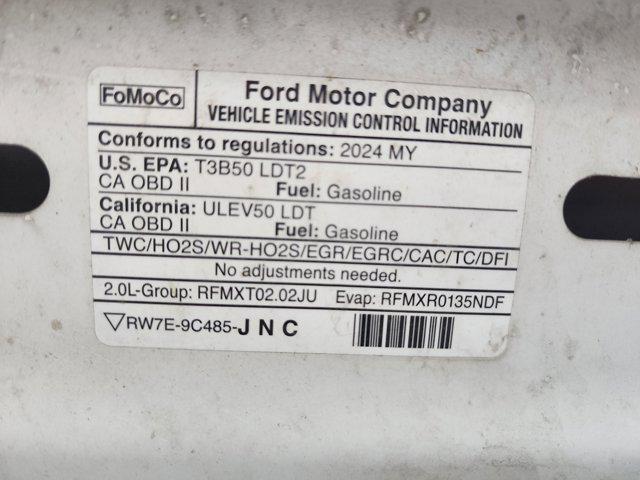 FoMoCo
Ford Motor Company
VEHICLE EMISSION CONTROL INFORMATION
Conforms to regulations: 2024 MY
U.S. EPA: T3B50 LDT2
CA OBD II Fuel: Gasoline
California: ULEV50 LDT
CA OBD II Fuel: Gasoline
TWC/HO2S/WR-HO2S/EGR/EGRC/CAC/TC/DFI
No adjustments needed.
2.0L-Group: RFMXT02.02JU Evap: RFMXR0135NDF
▽RW7E-9C485-J N C